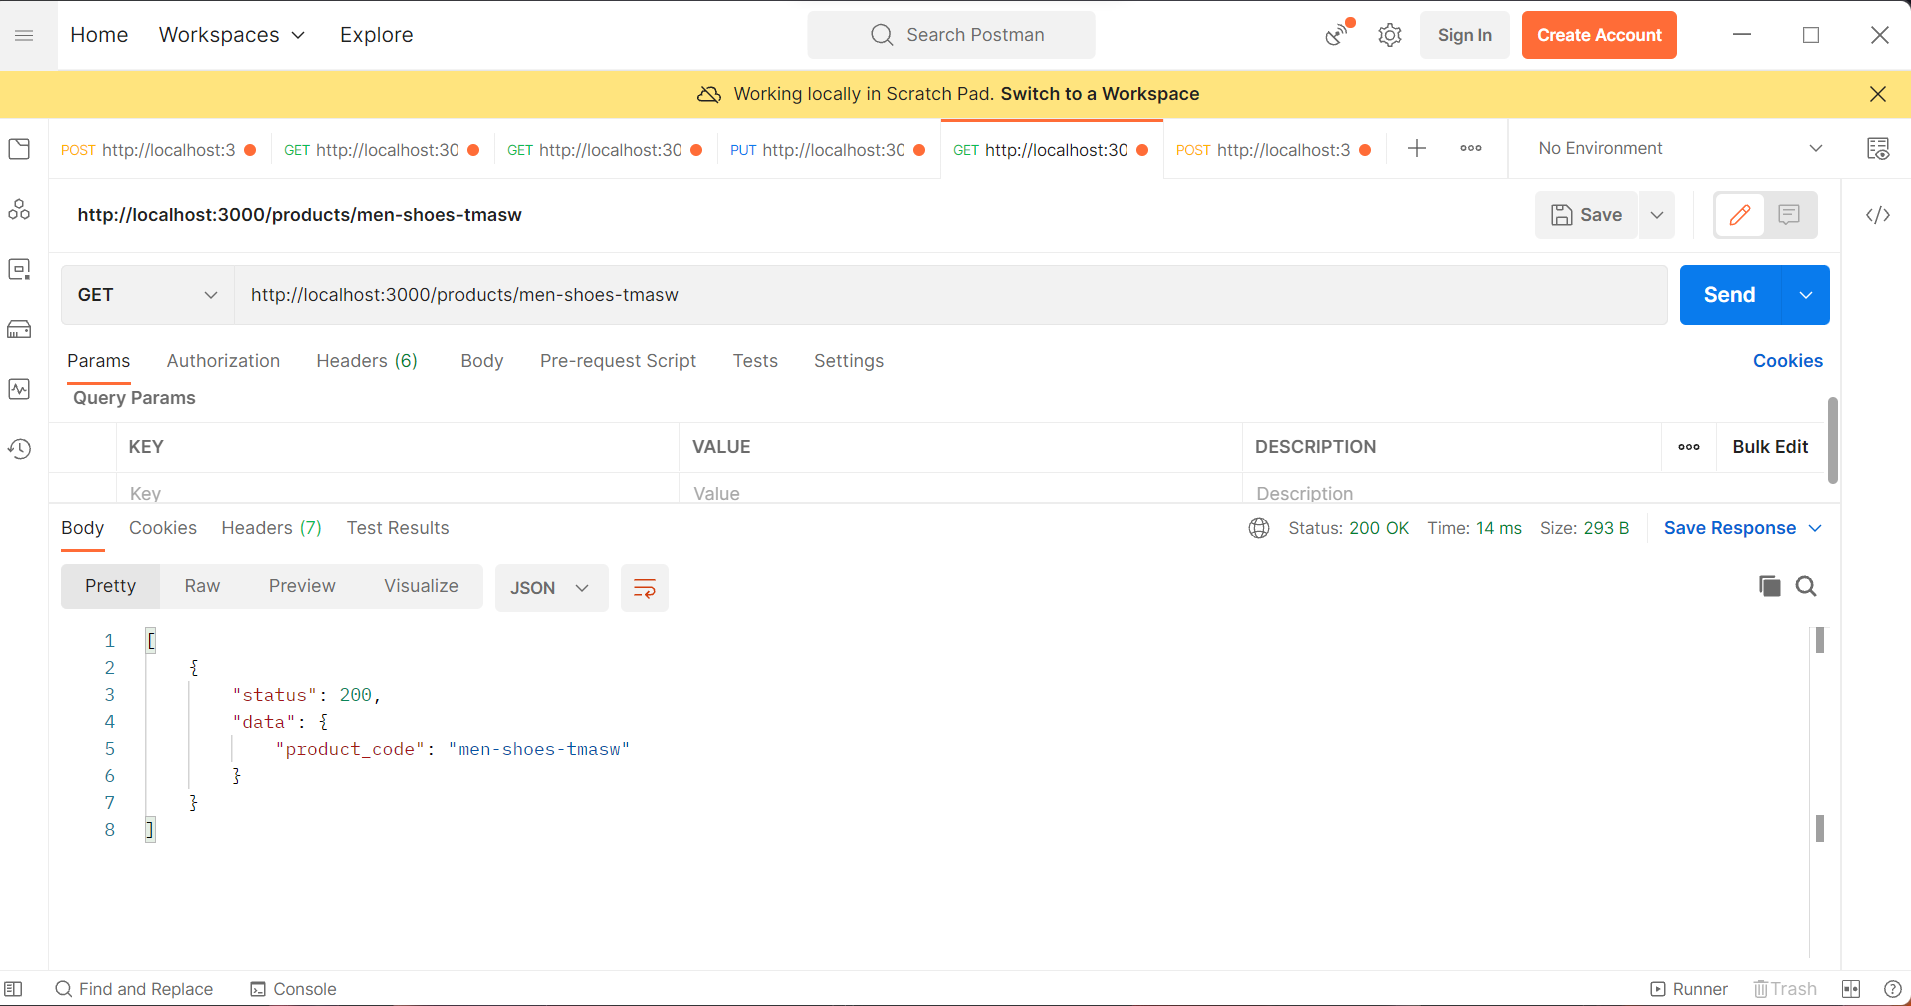 Home Workspaces Explore Search Postman Sign In Create Account
Working locally in Scratch Pad. Switch to a Workspace
POST http://localhost:3 GET http://localhost:30 GET http://localhost:30 PUT http://localhost:30 GET http://localhost:30 POST http://localhost:3 No Environment
http://localhost:3000/products/men-shoes-tmasw Save
GET http://localhost:3000/products/men-shoes-tmasw Send
Params Authorization Headers (6) Body Pre-request Script Tests Settings Cookies
Query Params
KEY VALUE DESCRIPTION Bulk Edit
Key Value Description
Body Cookies Headers (7) Test Results Status: 200 OK Time: 14 ms Size: 293 B Save Response
Pretty Raw Preview Visualize JSON
1 [
2 {
3 "status": 200,
4 "data": {
5 "product_code": "men-shoes-tmasw"
6 }
7 }
8 ]
Find and Replace Console Runner Trash